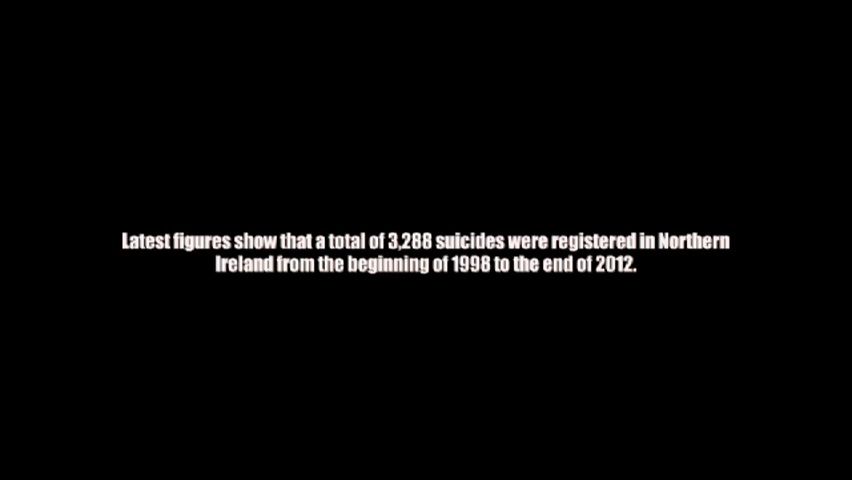 Latest figures show that a total of 3,288 suicides were registered in Northern
Ireland from the beginning of 1998 to the end of 2012.